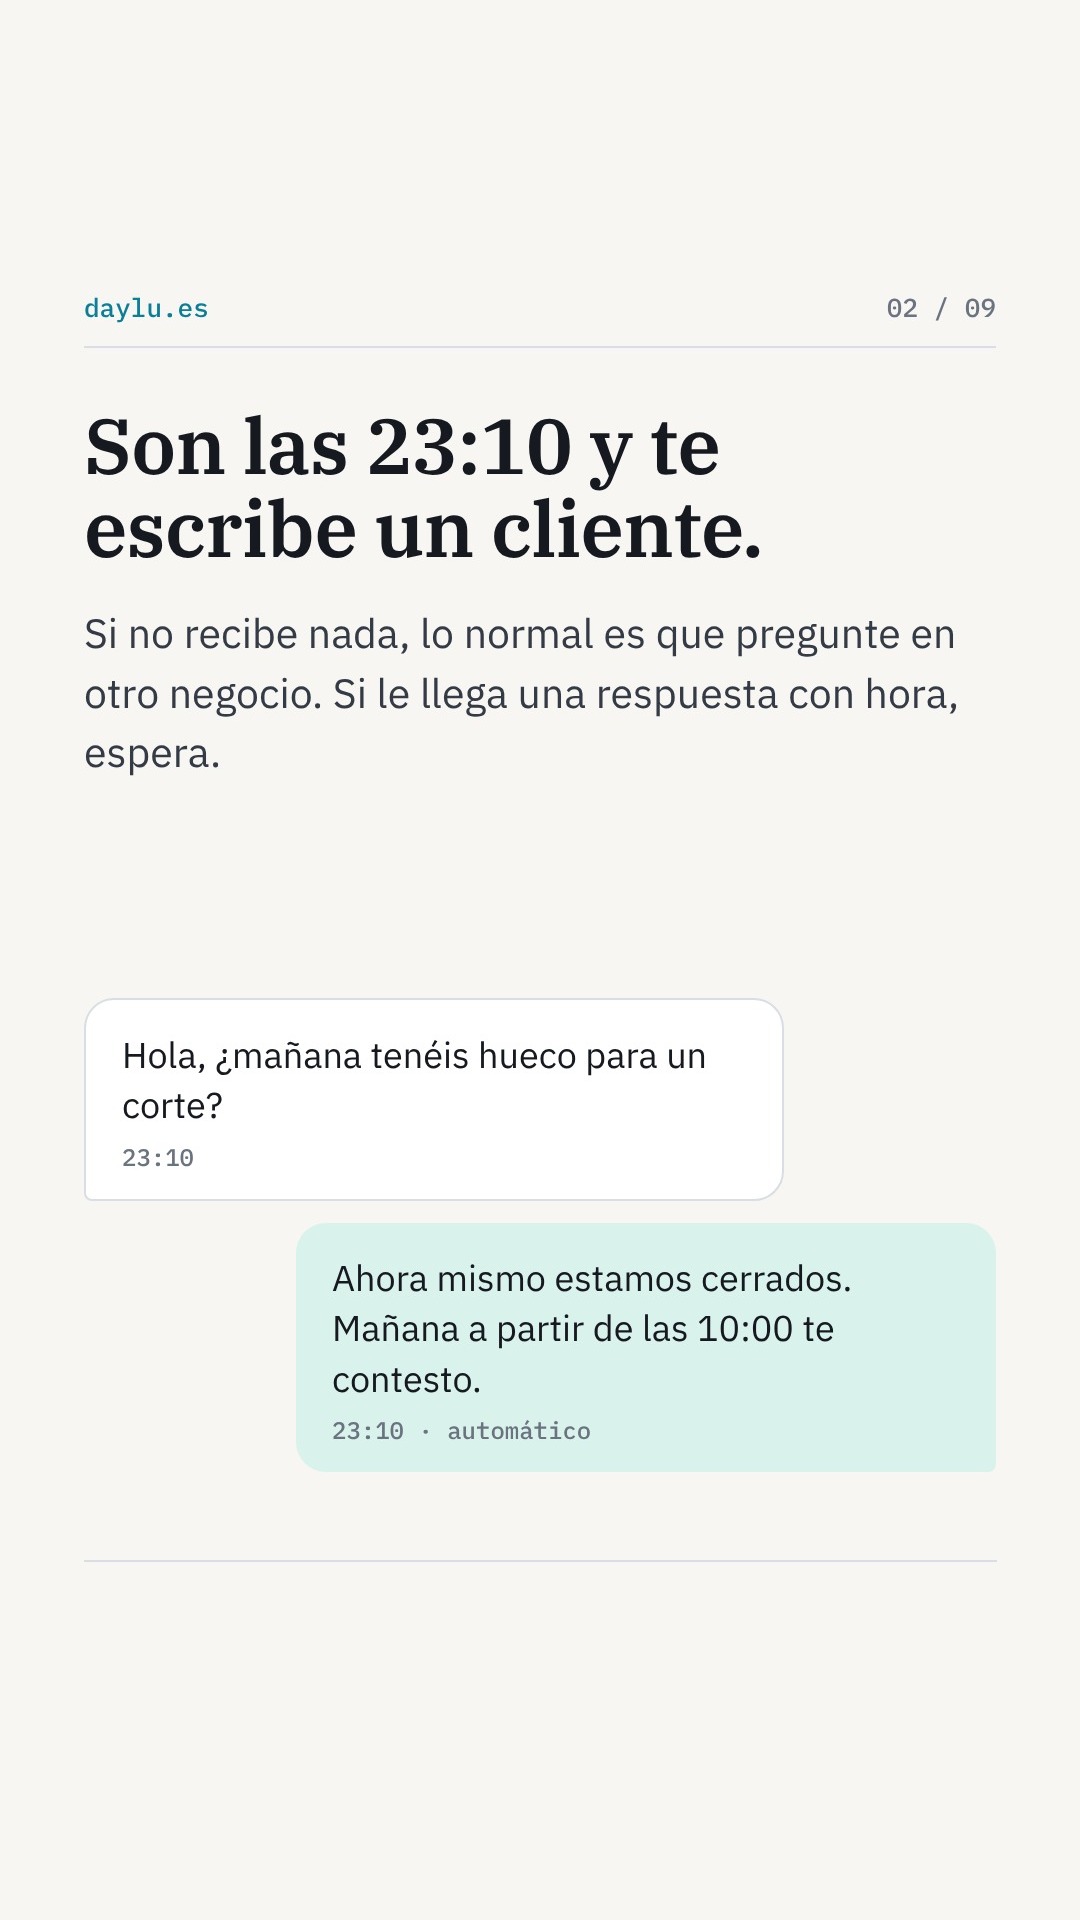 daylu.es
02 / 09
Son las 23:10 y te
escribe un cliente.
Si no recibe nada, lo normal es que pregunte en
otro negocio. Si le llega una respuesta con hora,
espera.
Hola, ¿mañana tenéis hueco para un
corte?
23:10
Ahora mismo estamos cerrados.
Mañana a partir de las 10:00 te
contesto.
23:10 · automático